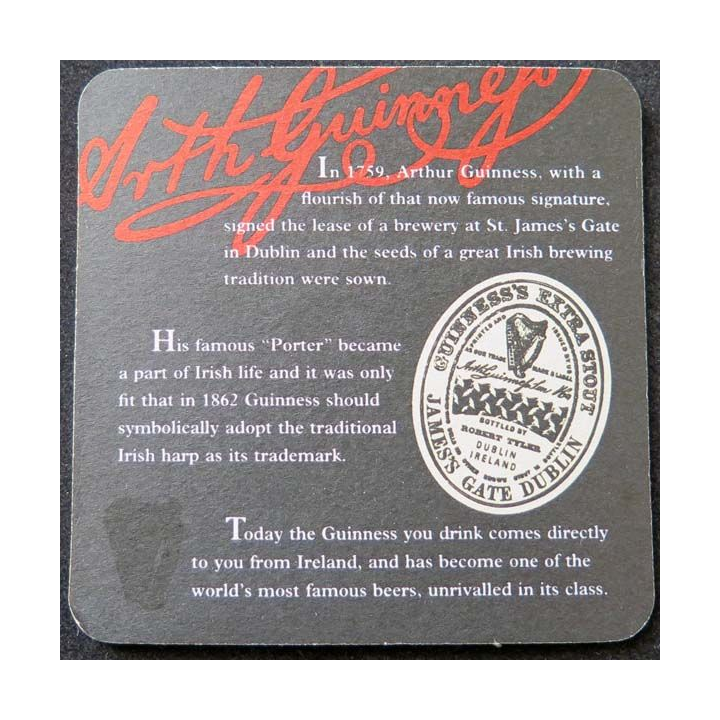 Arth Guinness
In 1759, Arthur Guinness, with a
flourish of that now famous signature,
signed the lease of a brewery at St. James's Gate
in Dublin and the seeds of a great Irish brewing
tradition were sown.
His famous "Porter" became
a part of Irish life and it was only
fit that in 1862 Guinness should
symbolically adopt the traditional
Irish harp as its trademark.
GUINNESS'S EXTRA STOUT
TRADE MARK & LABEL
BOTTLED BY
ROBERT TYLER
DUBLIN
IRELAND
JAMES'S GATE DUBLIN
Today the Guinness you drink comes directly
to you from Ireland, and has become one of the
world's most famous beers, unrivalled in its class.